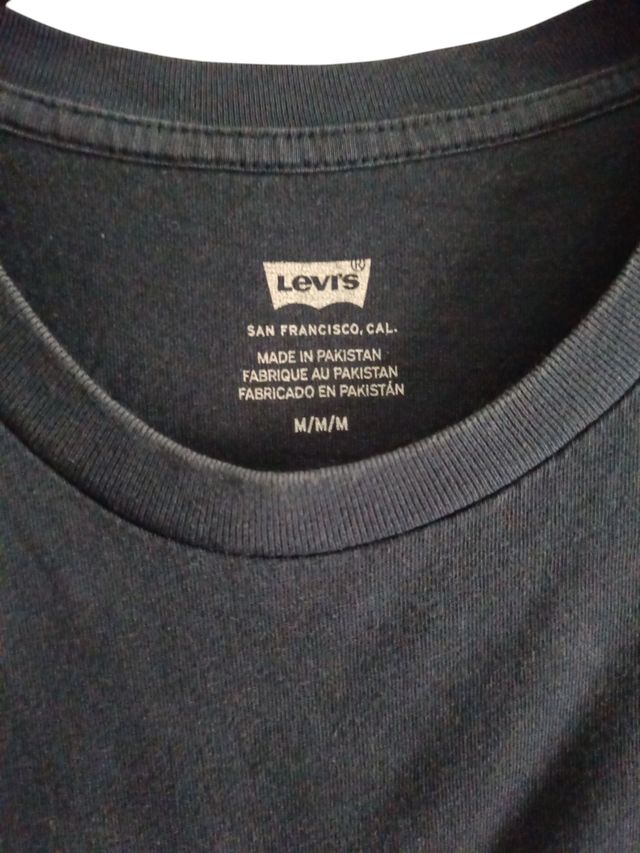 Levi's®
SAN FRANCISCO, CAL.
MADE IN PAKISTAN
FABRIQUE AU PAKISTAN
FABRICADO EN PAKISTÁN
M/M/M